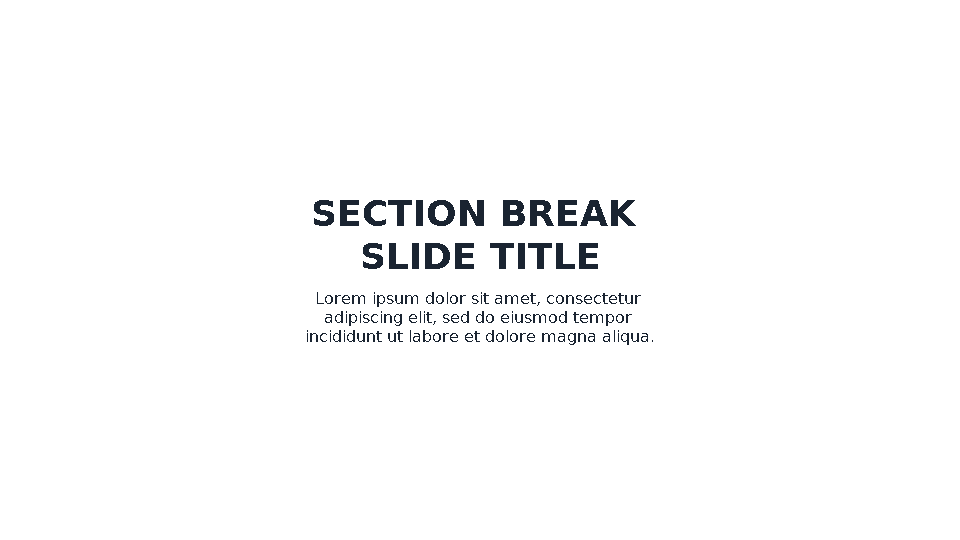 SECTION BREAK
SLIDE TITLE
Lorem ipsum dolor sit amet, consectetur
adipiscing elit, sed do eiusmod tempor
incididunt ut labore et dolore magna aliqua.